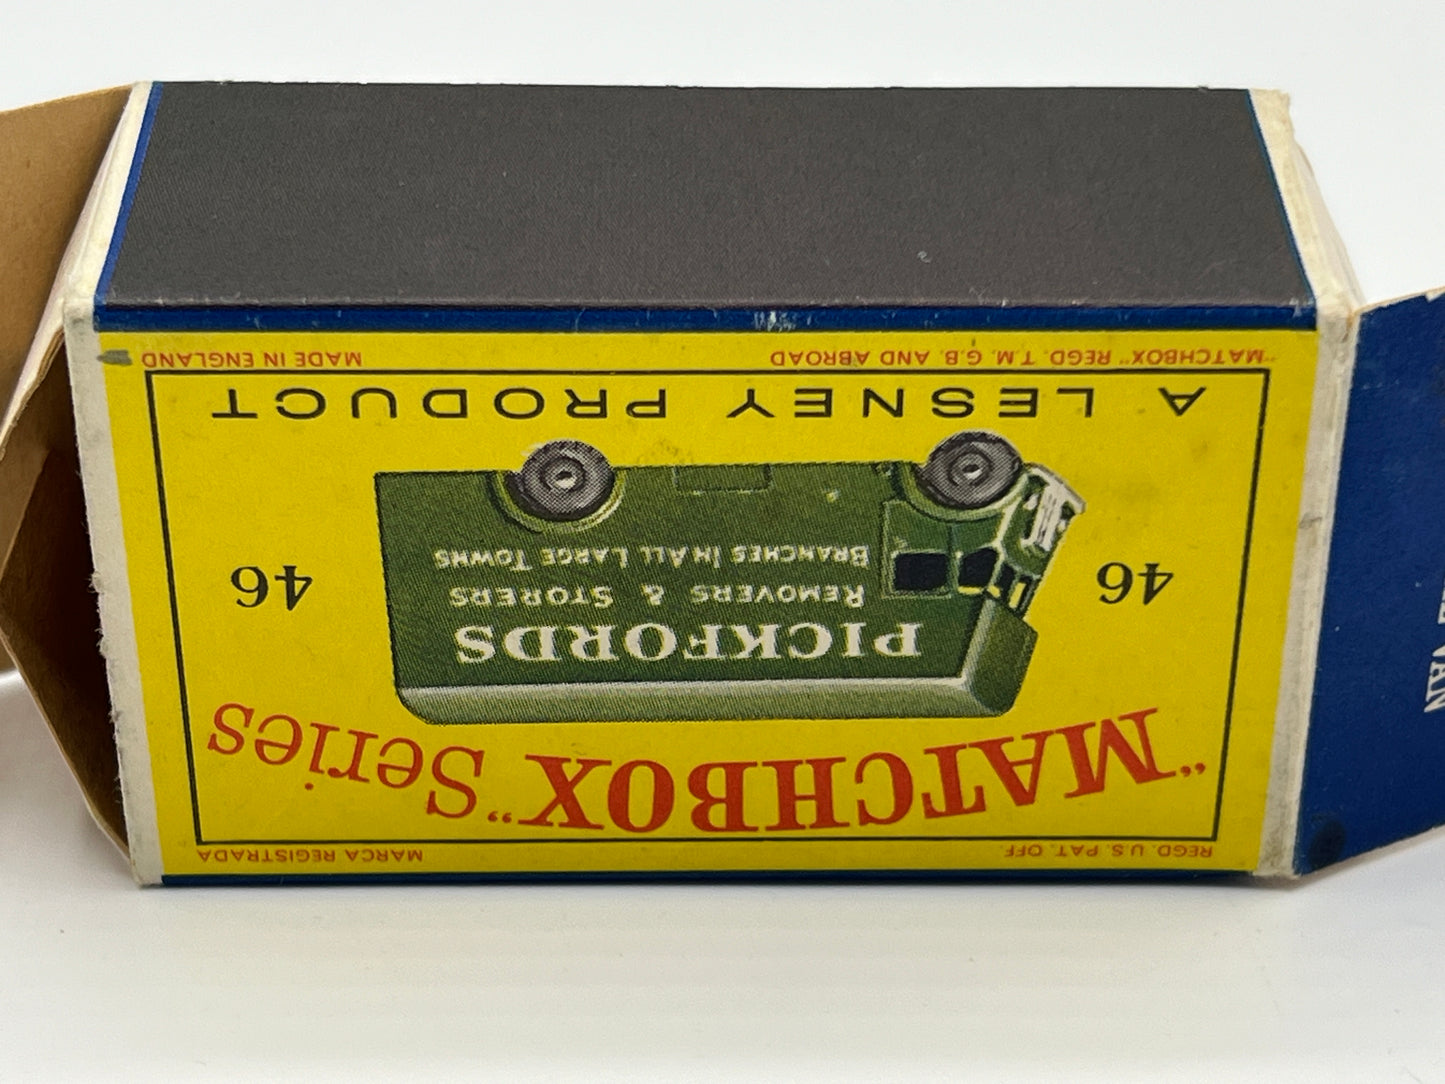 REGD. U.S. PAT. OFF. MARCA REGISTRADA
"MATCHBOX" Series
46 46
PICKFORDS
REMOVERS & STORERS
BRANCHES IN ALL LARGE TOWNS
A LESNEY PRODUCT
"MATCHBOX" REGD. T.M. G.B. AND ABROAD MADE IN ENGLAND
VAN